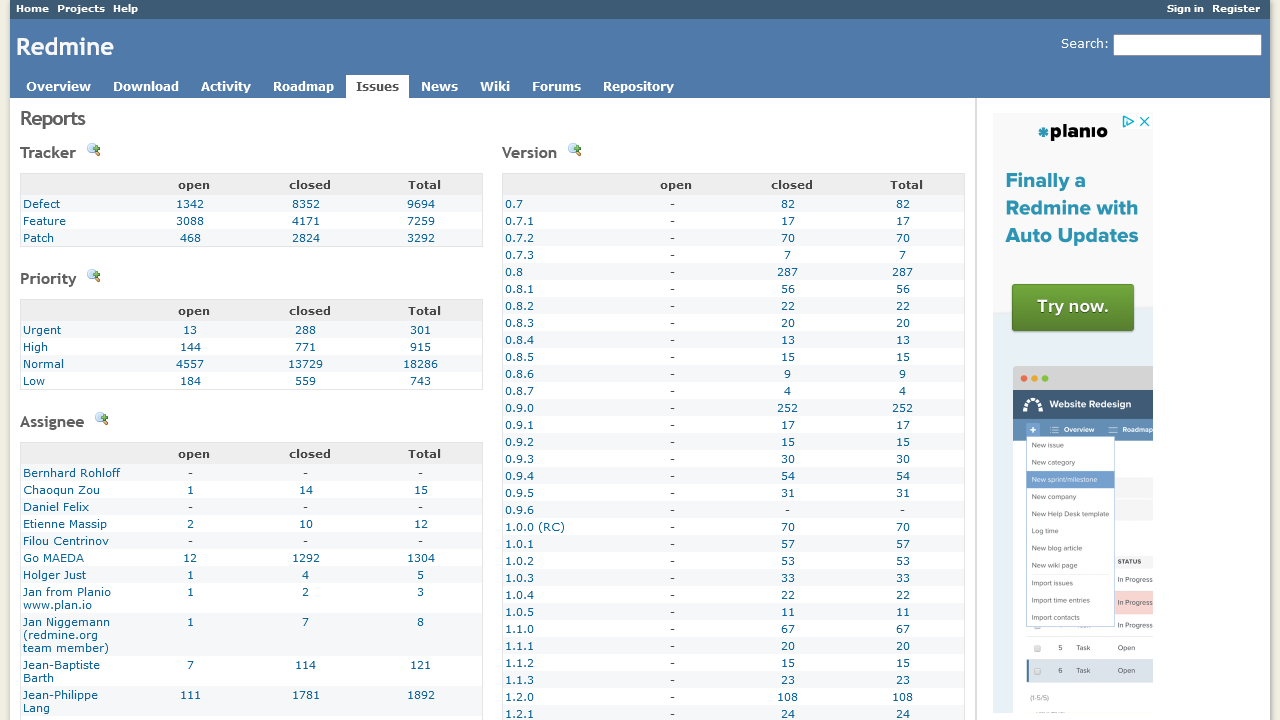 Home Projects Help
Sign in Register
Redmine
Search:
Overview Download Activity Roadmap Issues News Wiki Forums Repository
Reports
Tracker
open closed Total
Defect 1342 8352 9694
Feature 3088 4171 7259
Patch 468 2824 3292
Priority
open closed Total
Urgent 13 288 301
High 144 771 915
Normal 4557 13729 18286
Low 184 559 743
Assignee
open closed Total
Bernhard Rohloff - - -
Chaoqun Zou 1 14 15
Daniel Felix - - -
Etienne Massip 2 10 12
Filou Centrinov - - -
Go MAEDA 12 1292 1304
Holger Just 1 4 5
Jan from Planio 1 2 3
www.plan.io
Jan Niggemann 1 7 8
(redmine.org
team member)
Jean-Baptiste 7 114 121
Barth
Jean-Philippe 111 1781 1892
Lang
Version
open closed Total
0.7 - 82 82
0.7.1 - 17 17
0.7.2 - 70 70
0.7.3 - 7 7
0.8 - 287 287
0.8.1 - 56 56
0.8.2 - 22 22
0.8.3 - 20 20
0.8.4 - 13 13
0.8.5 - 15 15
0.8.6 - 9 9
0.8.7 - 4 4
0.9.0 - 252 252
0.9.1 - 17 17
0.9.2 - 15 15
0.9.3 - 30 30
0.9.4 - 54 54
0.9.5 - 31 31
0.9.6 - - -
1.0.0 (RC) - 70 70
1.0.1 - 57 57
1.0.2 - 53 53
1.0.3 - 33 33
1.0.4 - 22 22
1.0.5 - 11 11
1.1.0 - 67 67
1.1.1 - 20 20
1.1.2 - 15 15
1.1.3 - 23 23
1.2.0 - 108 108
1.2.1 - 24 24
planio
Finally a
Redmine with
Auto Updates
Try now.
Website Redesign
+ Overview Roadmap
New issue
New category
New sprint/milestone
New company
New Help Desk template
Log time
New blog article
New wiki page
Import issues
Import time entries
Import contacts
STATUS
In Progress
In Progress
In Progress
5 Task Open
6 Task Open
(1-5/5)